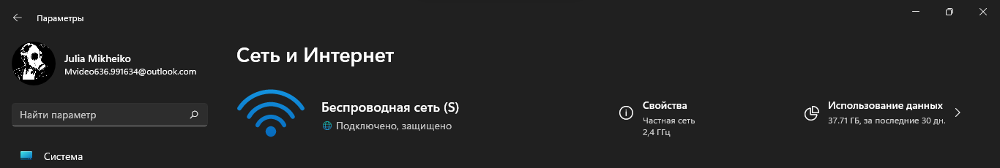 Параметры
Julia Mikheiko
Mvideo636.991634@outlook.com
Найти параметр
Система
Сеть и Интернет
Беспроводная сеть (S)
Подключено, защищено
Свойства
Частная сеть
2,4 ГГц
Использование данных
37.71 ГБ, за последние 30 дн.